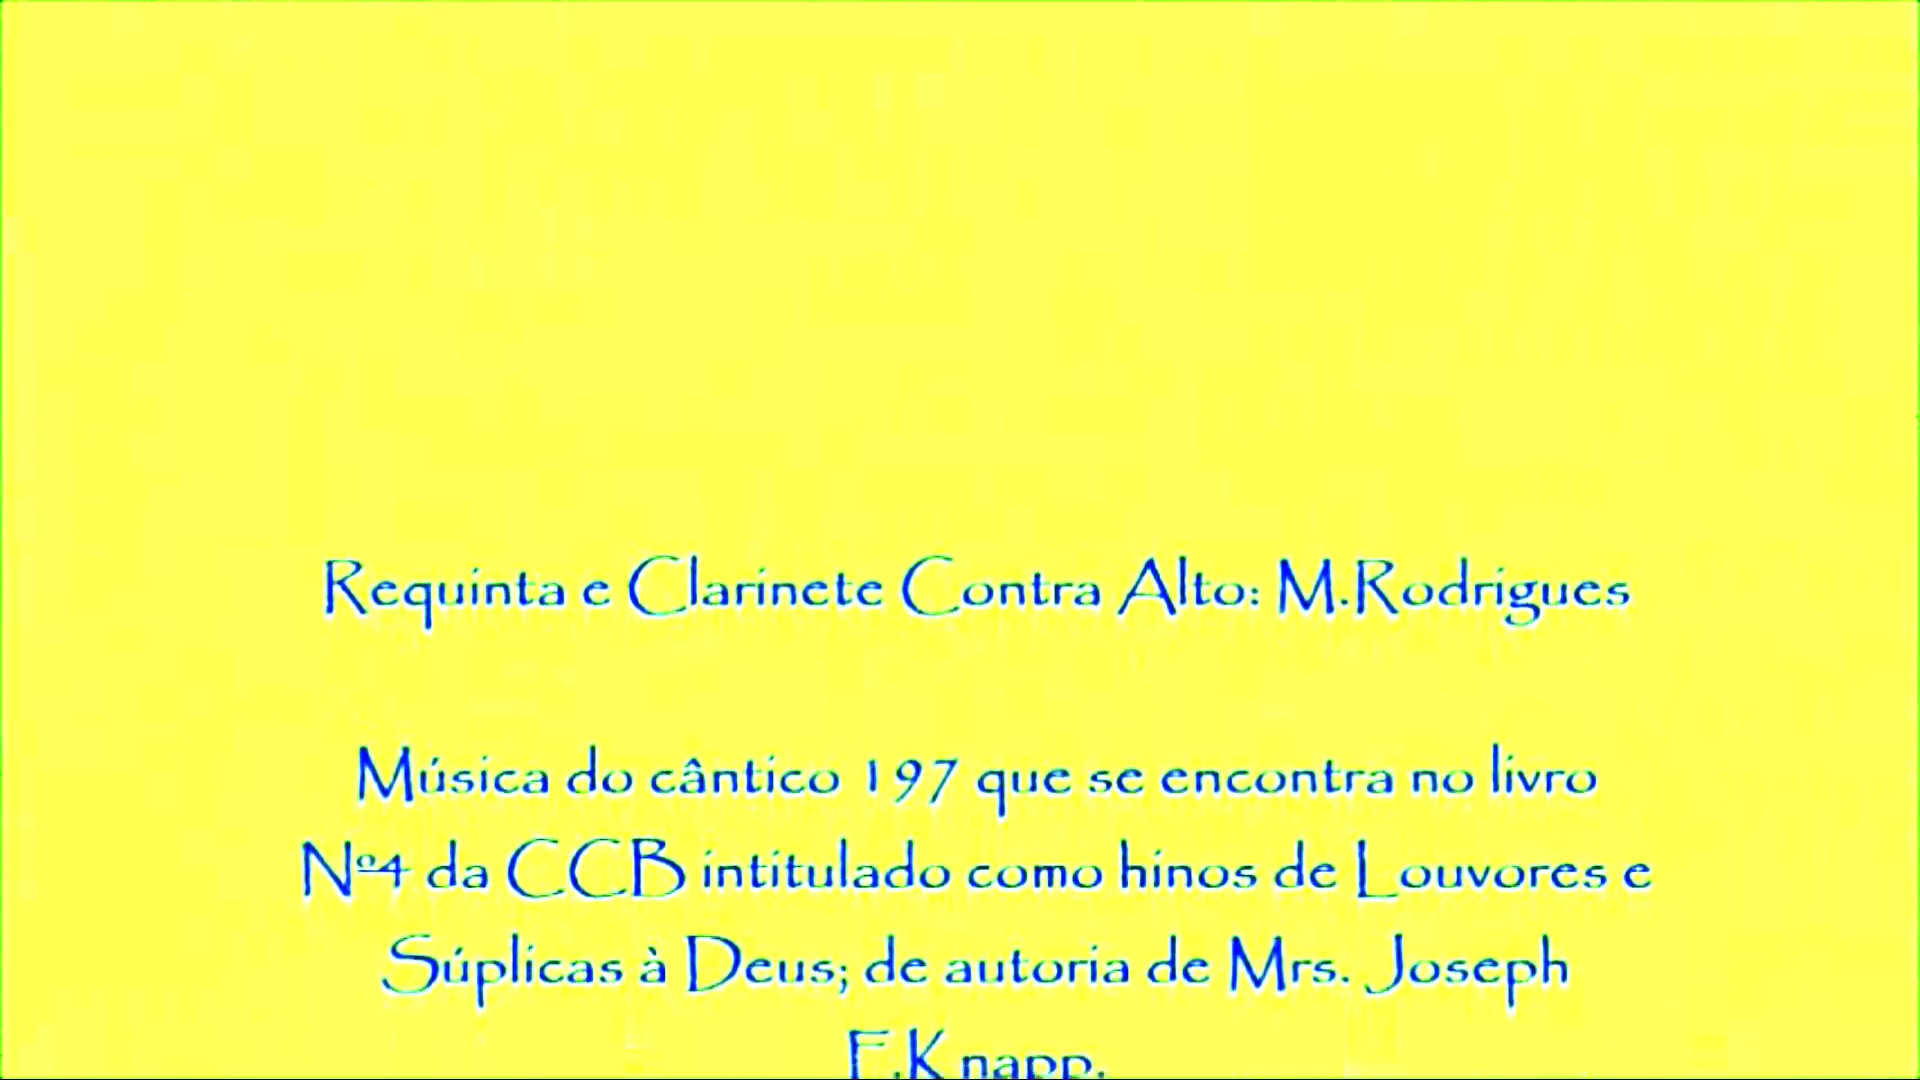 Requinta e Clarinete Contra Alto: M.Rodrigues
Música do cântico 197 que se encontra no livro
Nº4 da CCB intitulado como hinos de Louvores e
Súplicas à Deus; de autoria de Mrs. Joseph
F.Knapp.